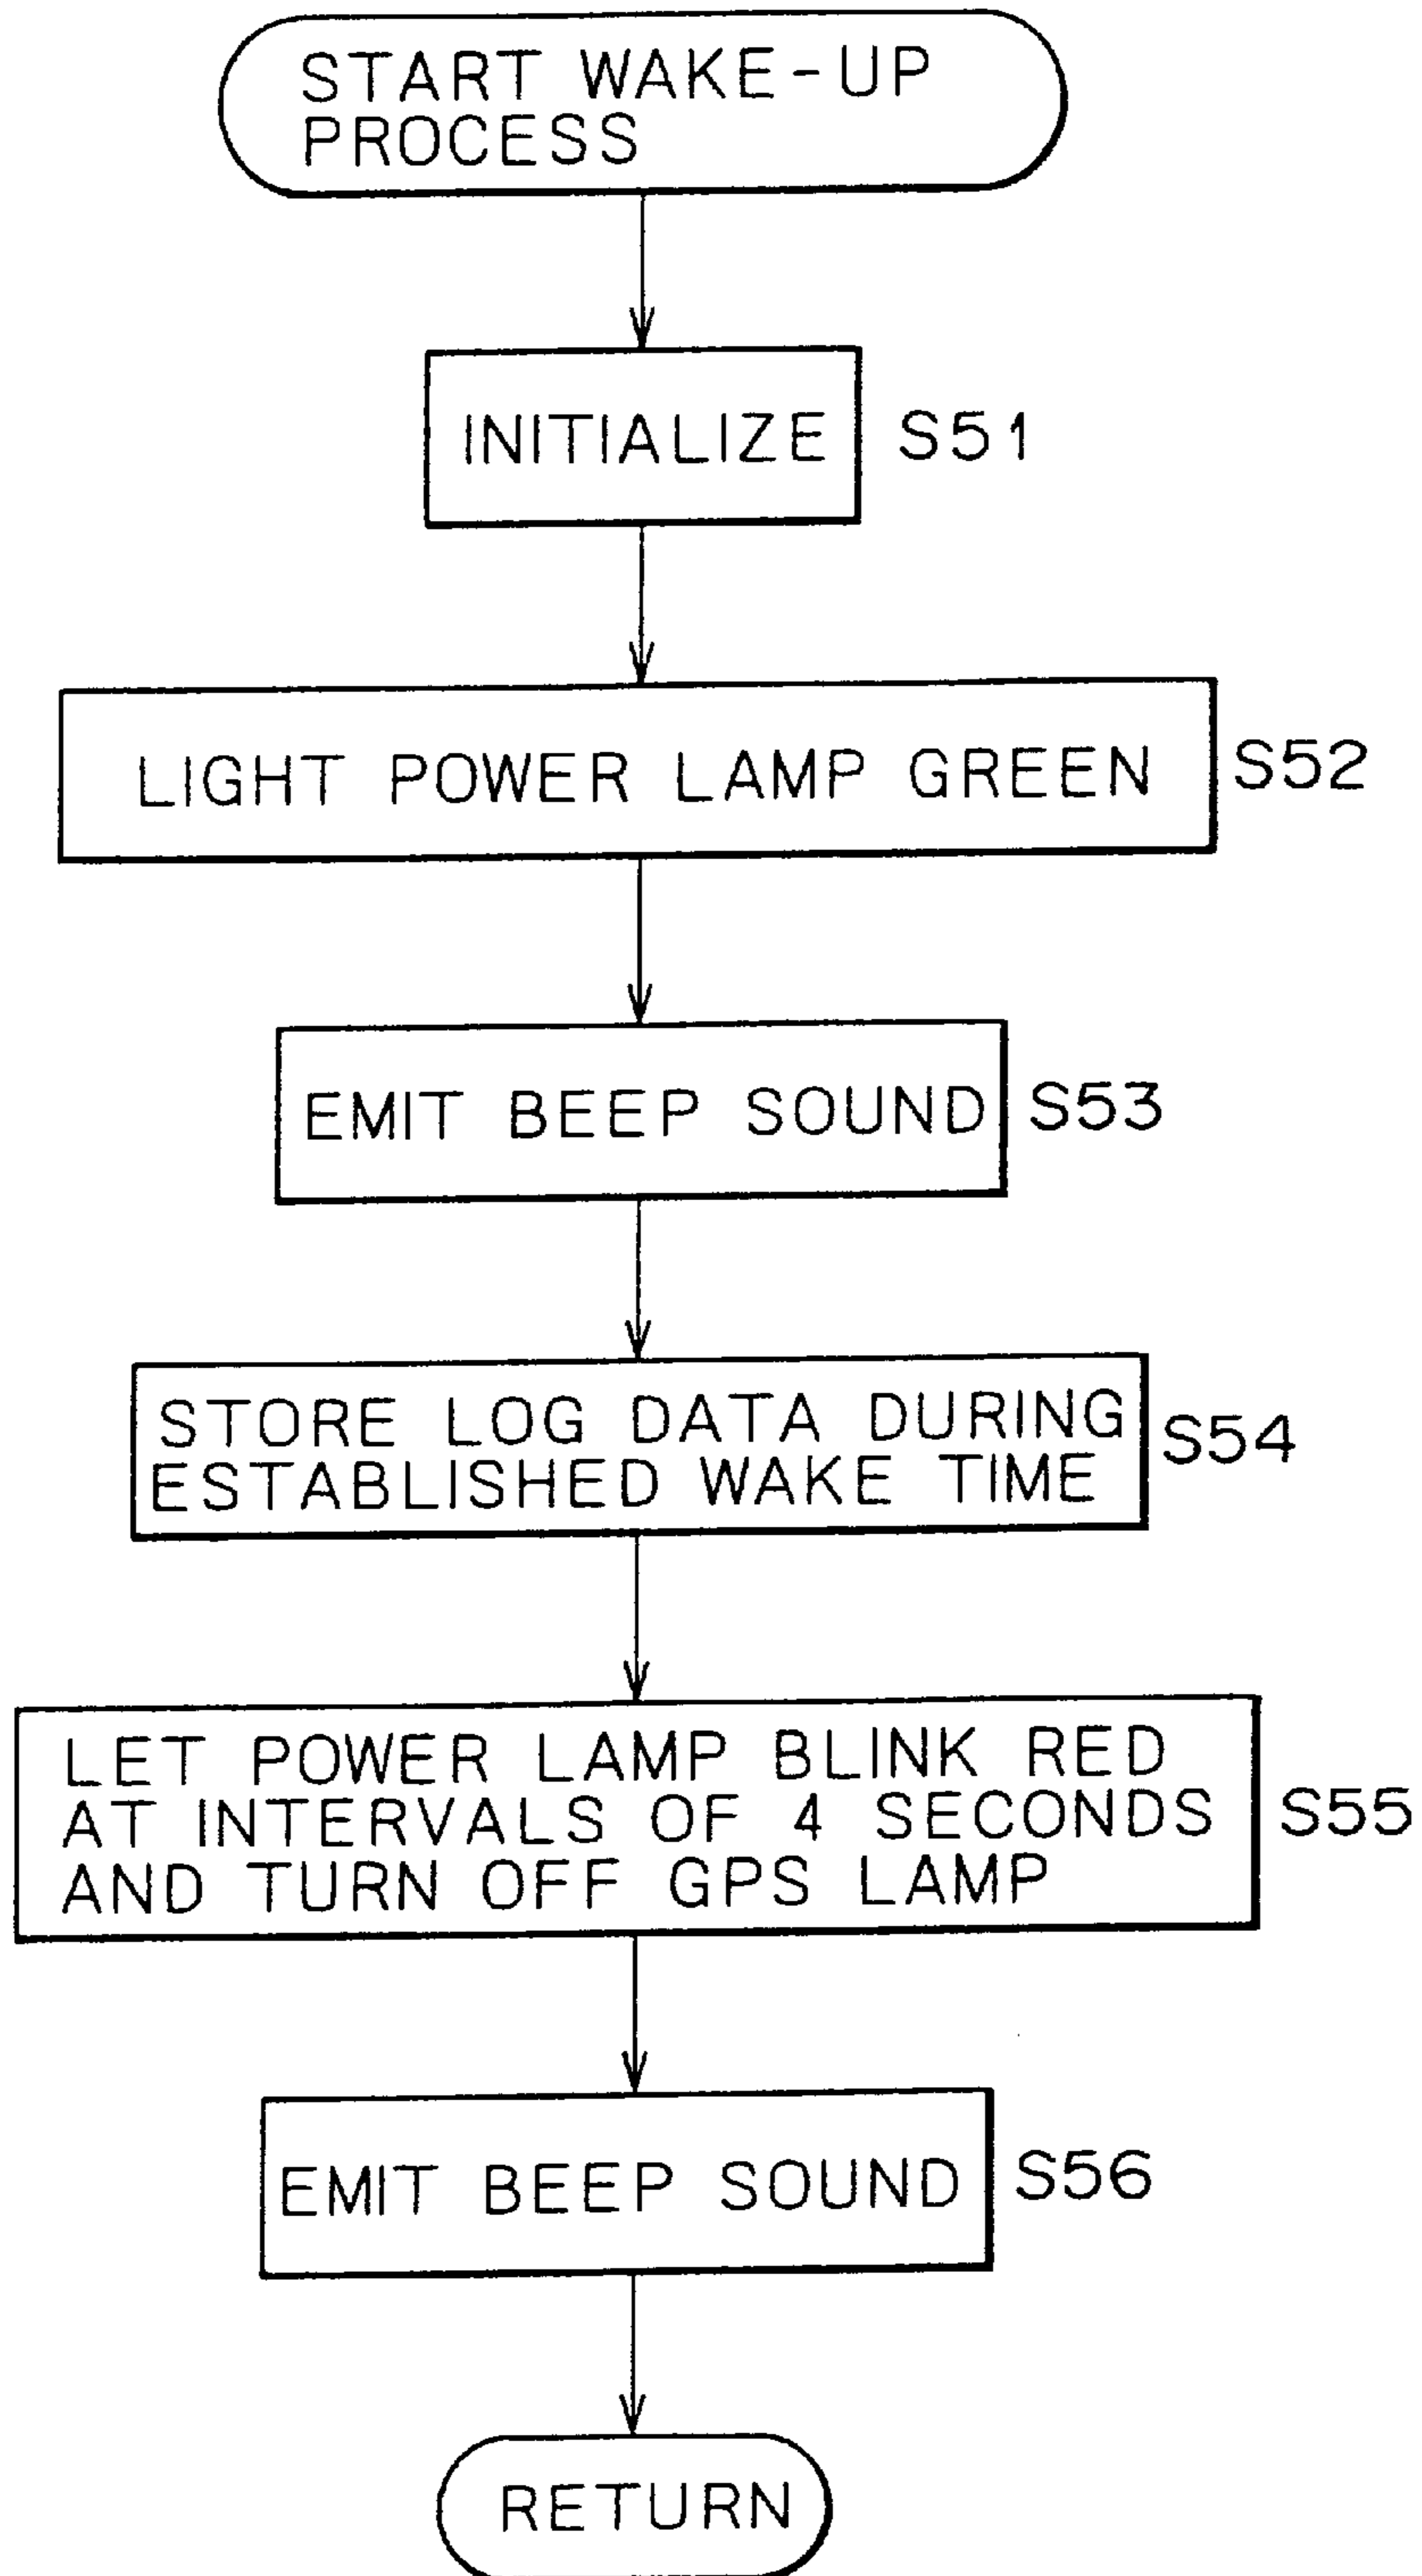 START WAKE-UP
PROCESS
INITIALIZE S51
LIGHT POWER LAMP GREEN S52
EMIT BEEP SOUND S53
STORE LOG DATA DURING
ESTABLISHED WAKE TIME S54
LET POWER LAMP BLINK RED
AT INTERVALS OF 4 SECONDS S55
AND TURN OFF GPS LAMP
EMIT BEEP SOUND S56
RETURN